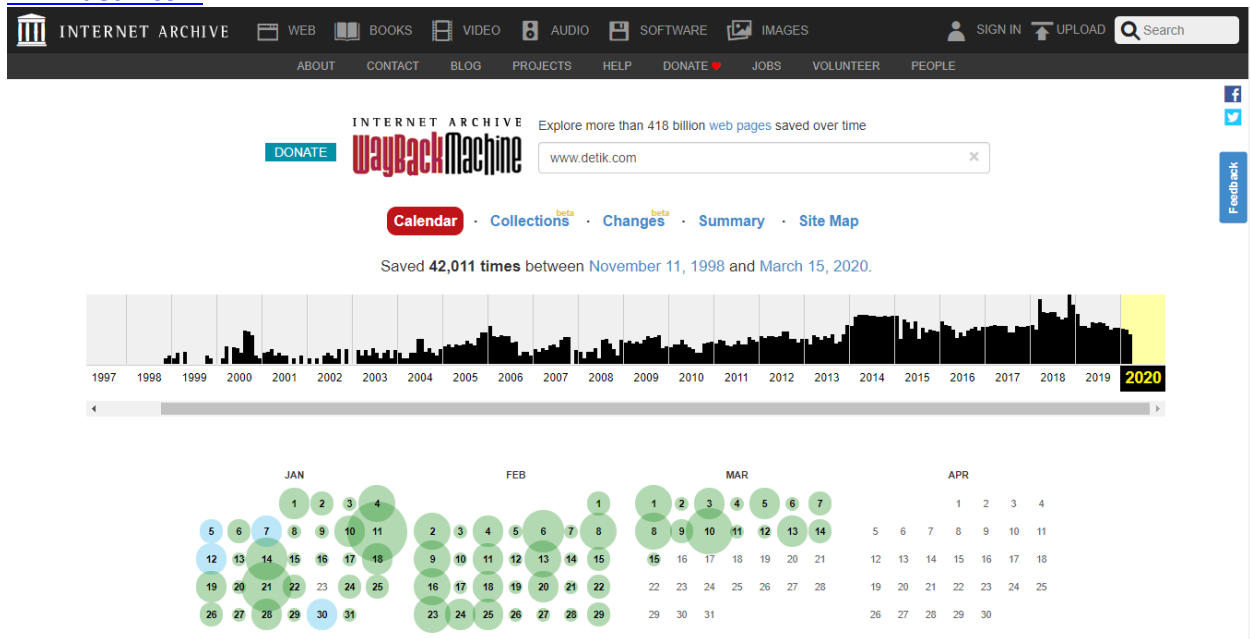 INTERNET ARCHIVE WEB BOOKS VIDEO AUDIO SOFTWARE IMAGES SIGN IN UPLOAD Search
ABOUT CONTACT BLOG PROJECTS HELP DONATE JOBS VOLUNTEER PEOPLE
INTERNET ARCHIVE
WayBackMachine
DONATE
Explore more than 418 billion web pages saved over time
www.detik.com ×
Feedback
Calendar · Collections beta · Changes beta · Summary · Site Map
Saved 42,011 times between November 11, 1998 and March 15, 2020.
1997 1998 1999 2000 2001 2002 2003 2004 2005 2006 2007 2008 2009 2010 2011 2012 2013 2014 2015 2016 2017 2018 2019 2020
JAN FEB MAR APR
1 2 3 4 1 1 2 3 4 5 6 7 1 2 3 4
5 6 7 8 9 10 11 2 3 4 5 6 7 8 8 9 10 11 12 13 14 5 6 7 8 9 10 11
12 13 14 15 16 17 18 9 10 11 12 13 14 15 15 16 17 18 19 20 21 12 13 14 15 16 17 18
19 20 21 22 23 24 25 16 17 18 19 20 21 22 22 23 24 25 26 27 28 19 20 21 22 23 24 25
26 27 28 29 30 31 23 24 25 26 27 28 29 29 30 31 26 27 28 29 30